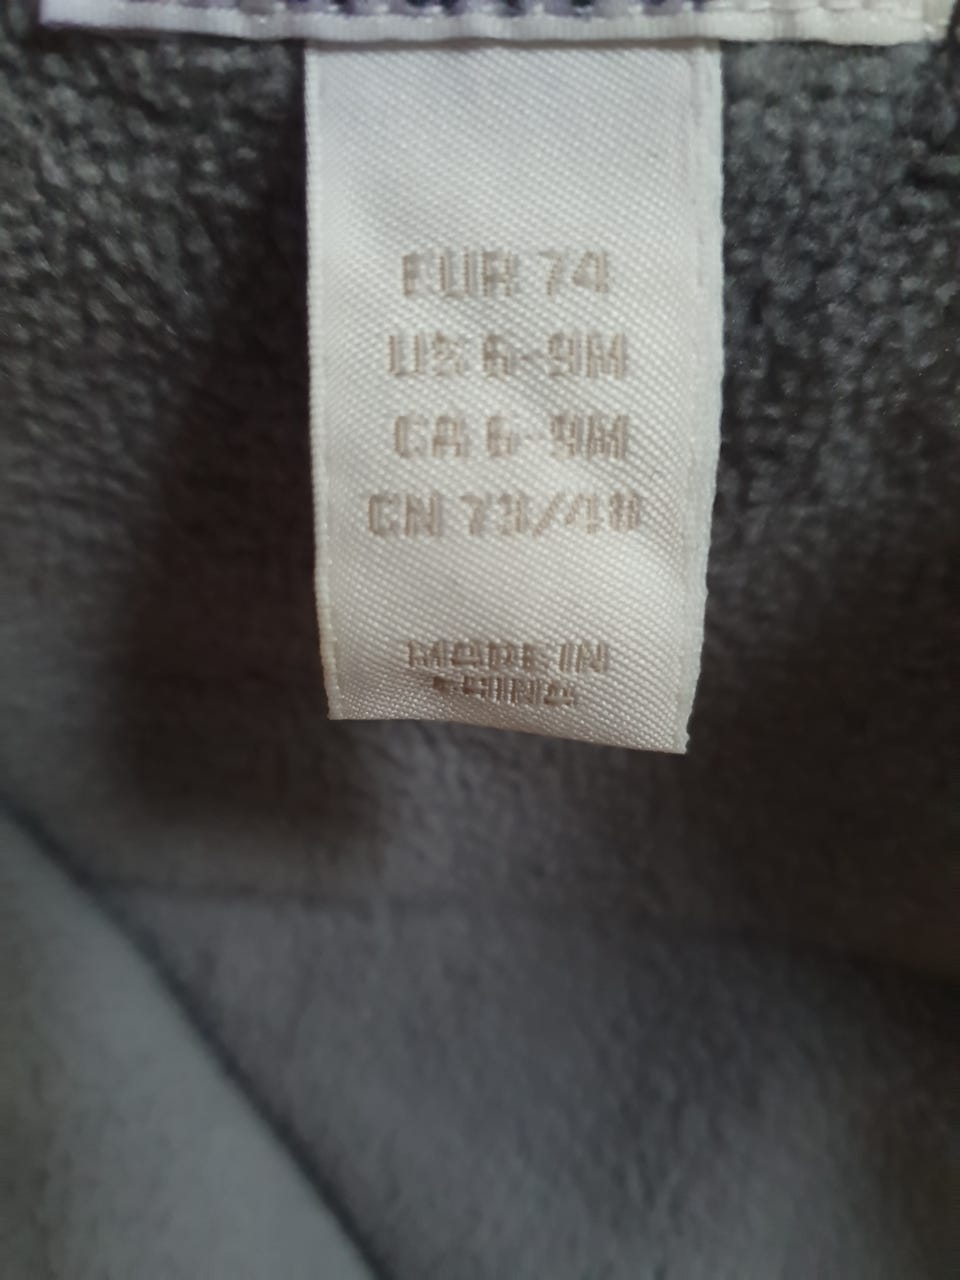 EUR 74
US 6-9M
CA 6-9M
CN 73/48
MADE IN
CHINA